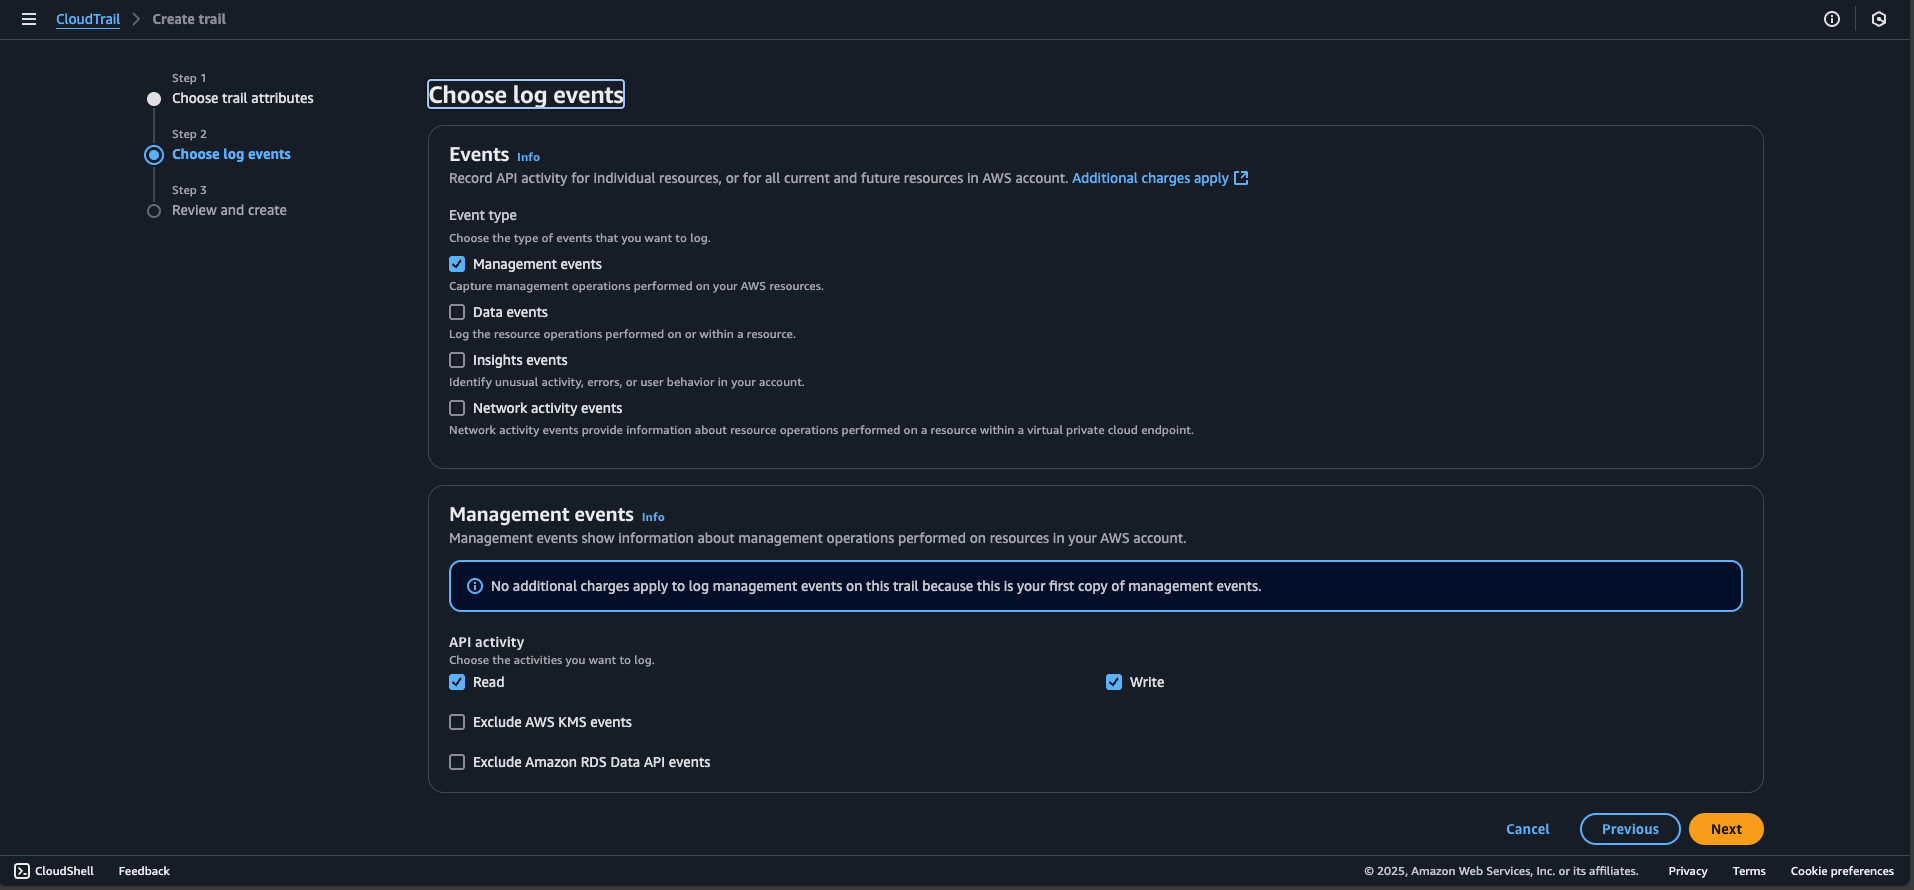 CloudTrail > Create trail
Step 1
Choose trail attributes
Step 2
Choose log events
Step 3
Review and create
Choose log events
Events Info
Record API activity for individual resources, or for all current and future resources in AWS account. Additional charges apply
Event type
Choose the type of events that you want to log.
Management events
Capture management operations performed on your AWS resources.
Data events
Log the resource operations performed on or within a resource.
Insights events
Identify unusual activity, errors, or user behavior in your account.
Network activity events
Network activity events provide information about resource operations performed on a resource within a virtual private cloud endpoint.
Management events Info
Management events show information about management operations performed on resources in your AWS account.
No additional charges apply to log management events on this trail because this is your first copy of management events.
API activity
Choose the activities you want to log.
Read Write
Exclude AWS KMS events
Exclude Amazon RDS Data API events
Cancel Previous Next
CloudShell Feedback © 2025, Amazon Web Services, Inc. or its affiliates. Privacy Terms Cookie preferences